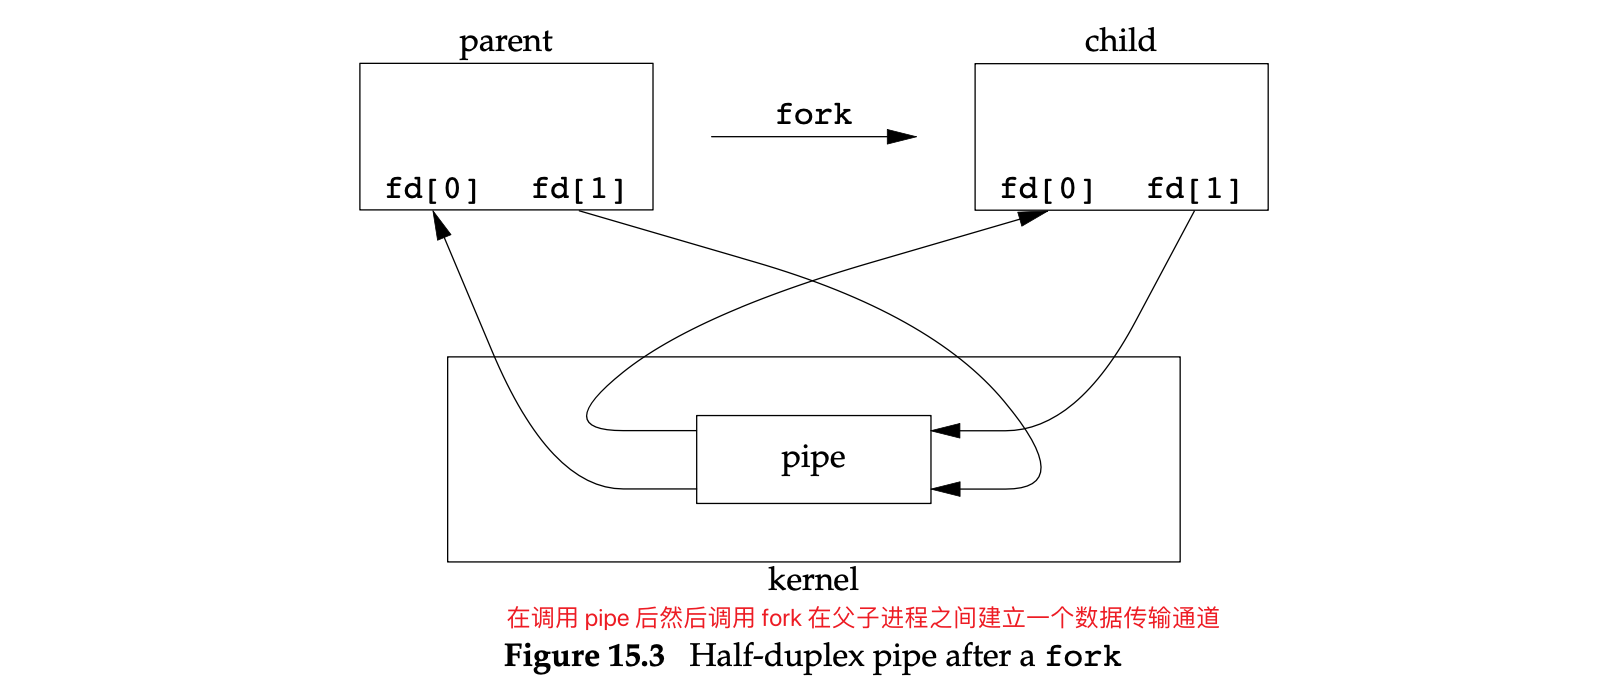 parent
child
fork
fd[0]
fd[1]
fd[0]
fd[1]
pipe
kernel
在调用 pipe 后然后调用 fork 在父子进程之间建立一个数据传输通道
Figure 15.3 Half-duplex pipe after a fork